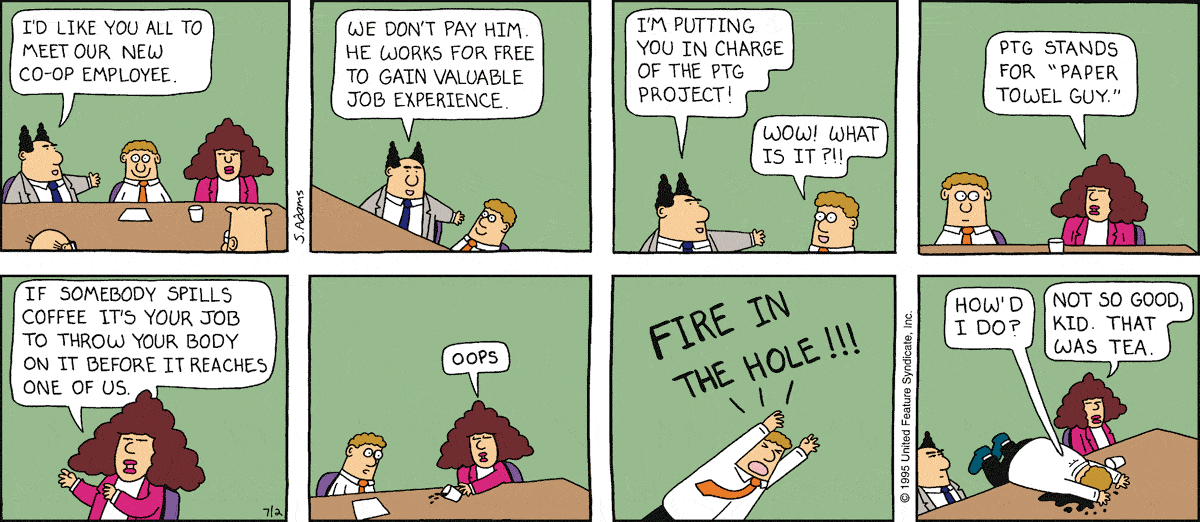 I'D LIKE YOU ALL TO
MEET OUR NEW
CO-OP EMPLOYEE.
S.Adams
WE DON'T PAY HIM.
HE WORKS FOR FREE
TO GAIN VALUABLE
JOB EXPERIENCE.
I'M PUTTING
YOU IN CHARGE
OF THE PTG
PROJECT!
WOW! WHAT
IS IT?!!
PTG STANDS
FOR "PAPER
TOWEL GUY."
IF SOMEBODY SPILLS
COFFEE IT'S YOUR JOB
TO THROW YOUR BODY
ON IT BEFORE IT REACHES
ONE OF US.
7/2
OOPS
FIRE IN
THE HOLE!!!
© 1995 United Feature Syndicate, Inc.
HOW'D
I DO?
NOT SO GOOD,
KID. THAT
WAS TEA.